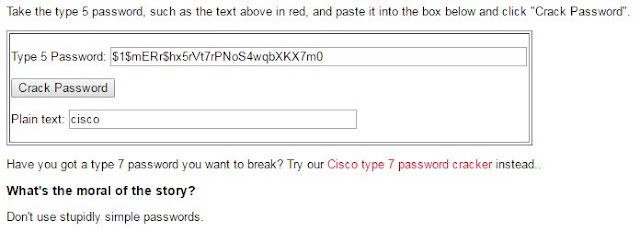 Take the type 5 password, such as the text above in red, and paste it into the box below and click "Crack Password".
Type 5 Password: $1$mERr$hx5rVt7rPNoS4wqbXKX7m0
Crack Password
Plain text: cisco
Have you got a type 7 password you want to break? Try our Cisco type 7 password cracker instead..
What's the moral of the story?
Don't use stupidly simple passwords.